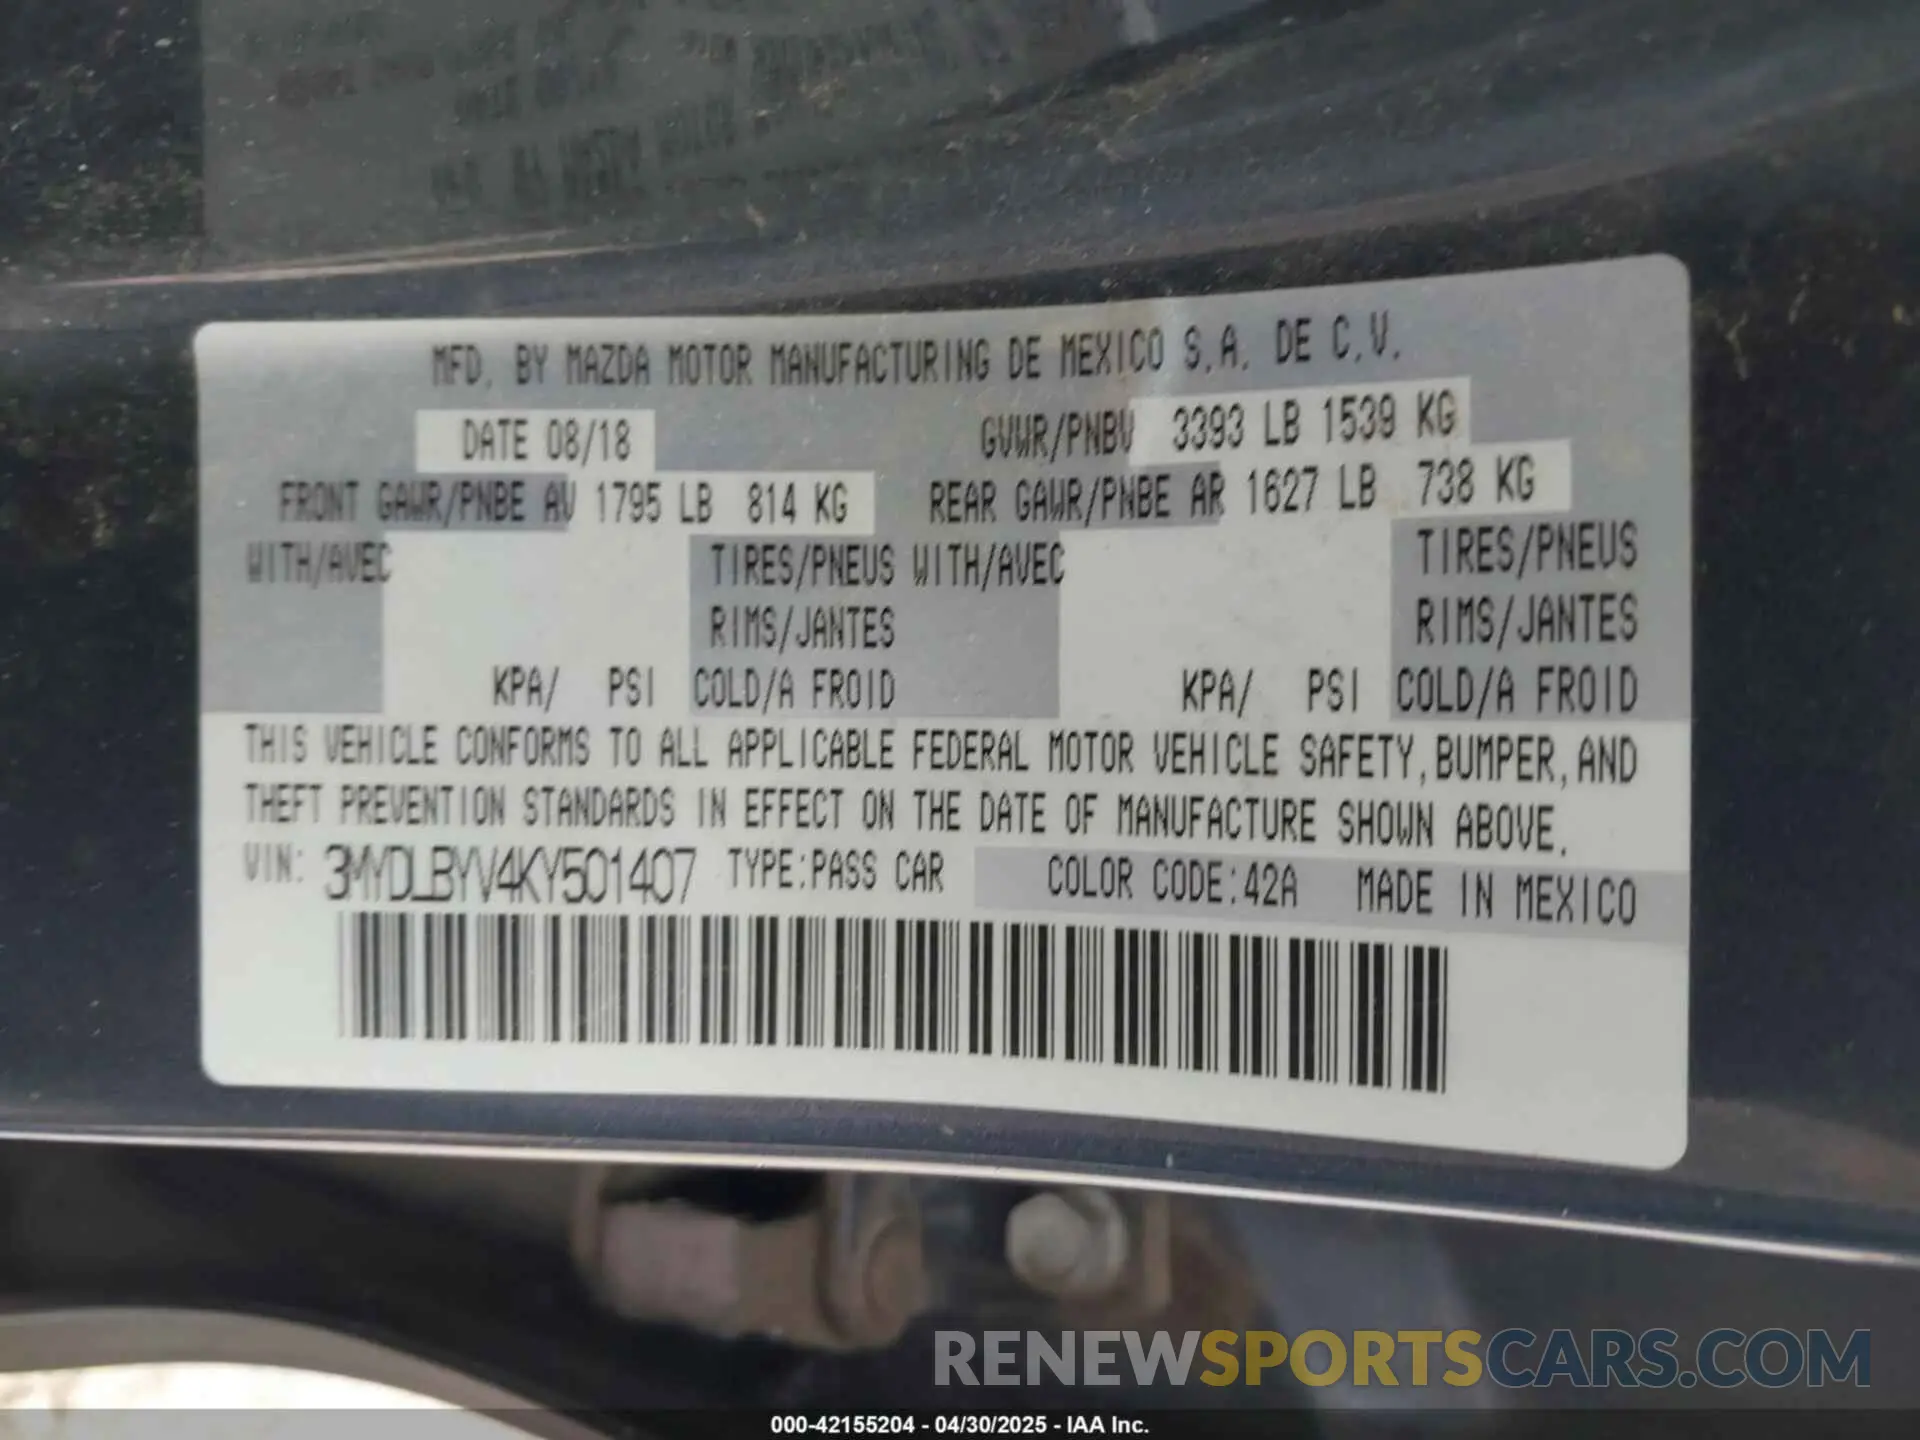 MFD. BY MAZDA MOTOR MANUFACTURING DE MEXICO S.A. DE C.V.
DATE 08/18 GVWR/PNBV 3393 LB 1539 KG
FRONT GAWR/PNBE AV 1795 LB 814 KG REAR GAWR/PNBE AR 1627 LB 738 KG
WITH/AVEC TIRES/PNEUS WITH/AVEC TIRES/PNEUS
RIMS/JANTES RIMS/JANTES
KPA/ PSI COLD/A FROID KPA/ PSI COLD/A FROID
THIS VEHICLE CONFORMS TO ALL APPLICABLE FEDERAL MOTOR VEHICLE SAFETY, BUMPER, AND
THEFT PREVENTION STANDARDS IN EFFECT ON THE DATE OF MANUFACTURE SHOWN ABOVE.
VIN: 3MYDLBYV4KY501407 TYPE:PASS CAR COLOR CODE:42A MADE IN MEXICO
RENEWSPORTSCARS.COM
000-42155204 - 04/30/2025 - IAA Inc.